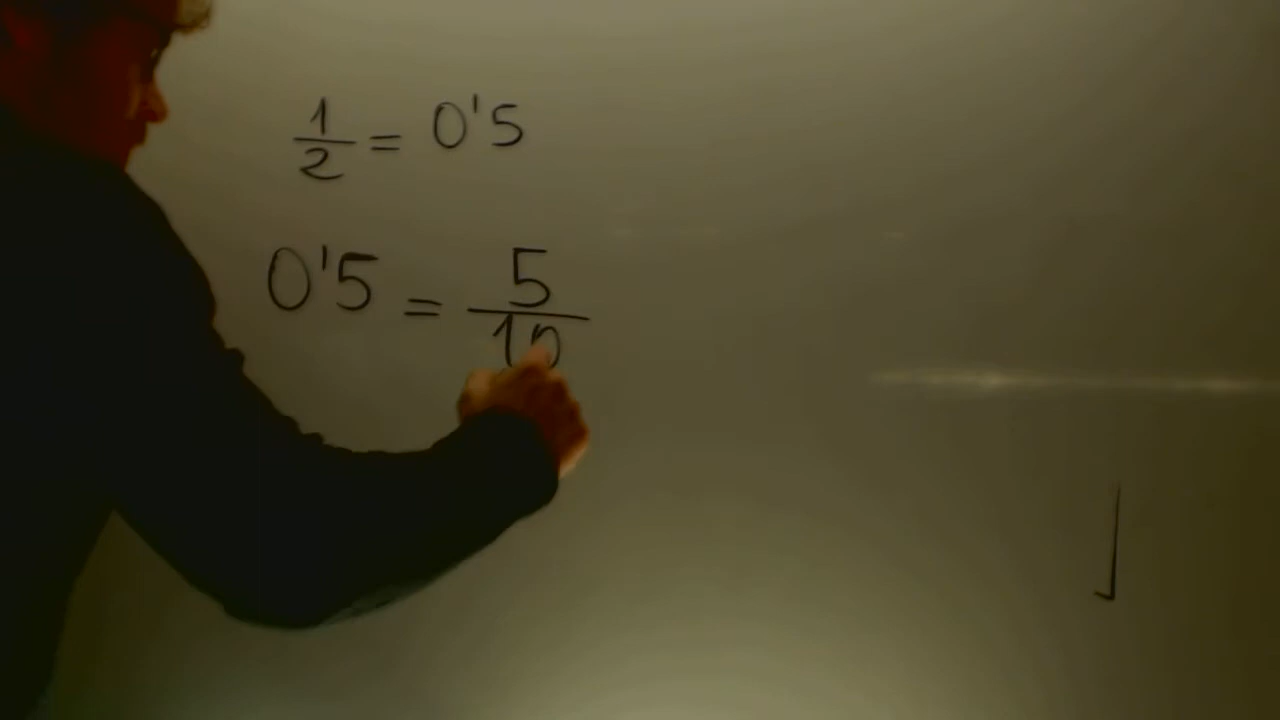 1/2 = 0'5
0'5 = 5/10